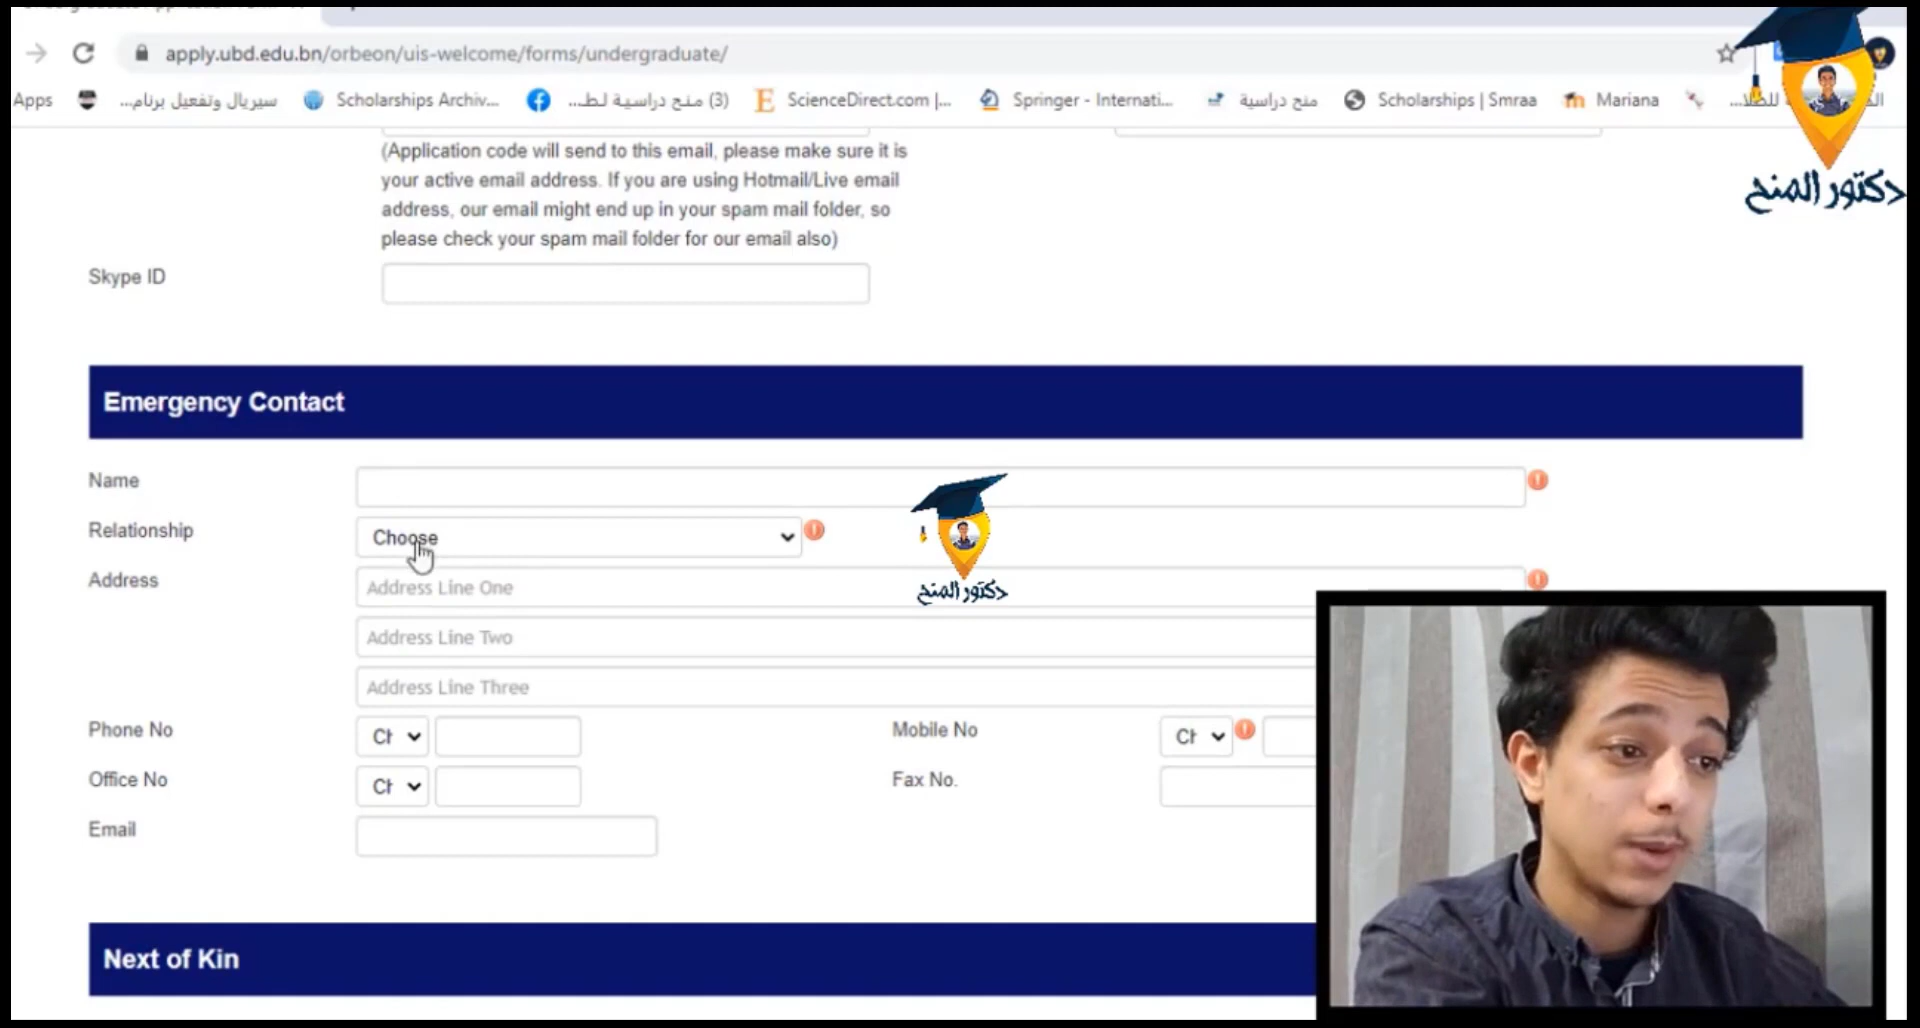 apply.ubd.edu.bn/orbeon/uis-welcome/forms/undergraduate/
Apps
سيريال وتفعيل برنام...
Scholarships Archiv...
(3) منح دراسية لط...
ScienceDirect.com |...
Springer - Internati...
منح دراسية
Scholarships | Smraa
Mariana
دكتور المنح
(Application code will send to this email, please make sure it is
your active email address. If you are using Hotmail/Live email
address, our email might end up in your spam mail folder, so
please check your spam mail folder for our email also)
Skype ID
Emergency Contact
Name
Relationship
Choose
دكتور المنح
Address
Address Line One
Address Line Two
Address Line Three
Phone No
Mobile No
Office No
Fax No.
Email
Next of Kin